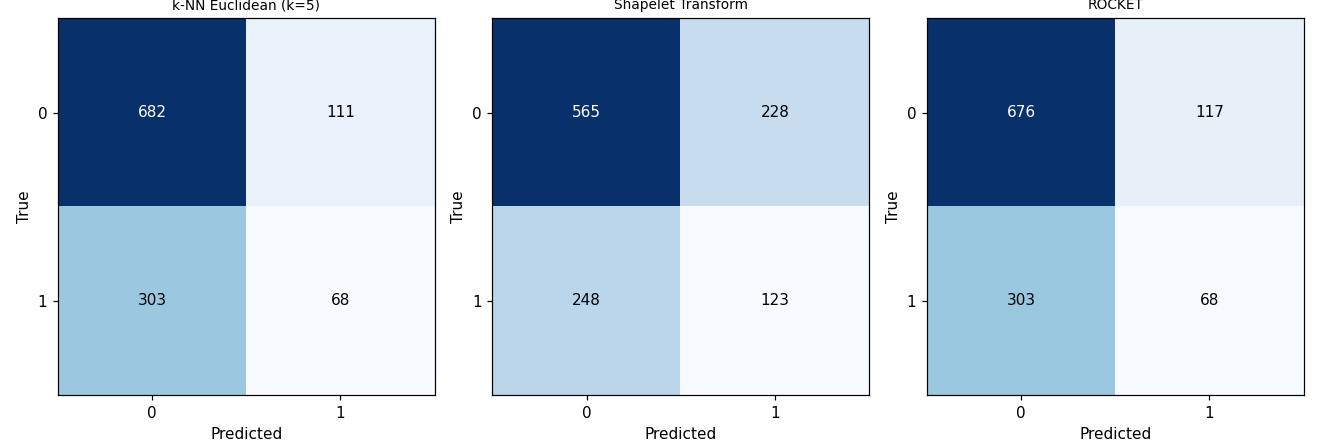 k-NN Euclidean (k=5)
True
0
682
111
1
303
68
0
1
Predicted
Shapelet Transform
True
0
565
228
1
248
123
0
1
Predicted
ROCKET
True
0
676
117
1
303
68
0
1
Predicted